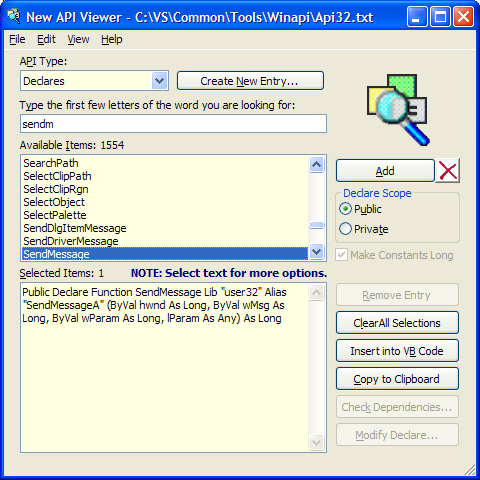 New API Viewer - C:\VS\Common\Tools\Winapi\Api32.txt
File Edit View Help
API Type:
Declares
Create New Entry...
Type the first few letters of the word you are looking for:
sendm
Available Items: 1554
SearchPath
SelectClipPath
SelectClipRgn
SelectObject
SelectPalette
SendDlgItemMessage
SendDriverMessage
SendMessage
Add
Declare Scope
Public
Private
Make Constants Long
Selected Items: 1 NOTE: Select text for more options.
Public Declare Function SendMessage Lib "user32" Alias
"SendMessageA" (ByVal hwnd As Long, ByVal wMsg As
Long, ByVal wParam As Long, lParam As Any) As Long
Remove Entry
ClearAll Selections
Insert into VB Code
Copy to Clipboard
Check Dependencies...
Modify Declare...